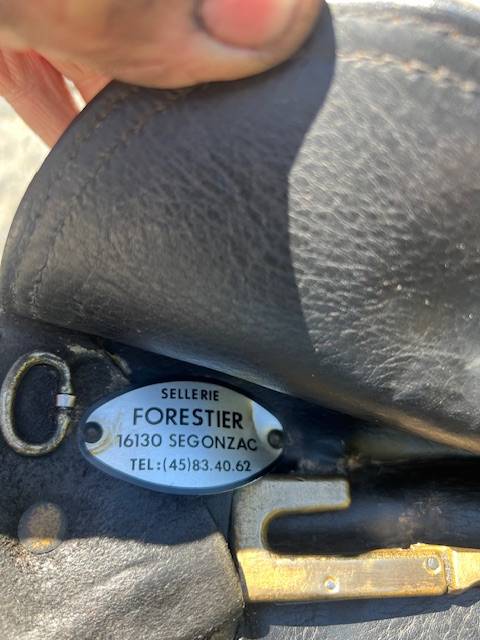 SELLERIE
FORESTIER
16130 SEGONZAC
TEL:(45)83.40.62